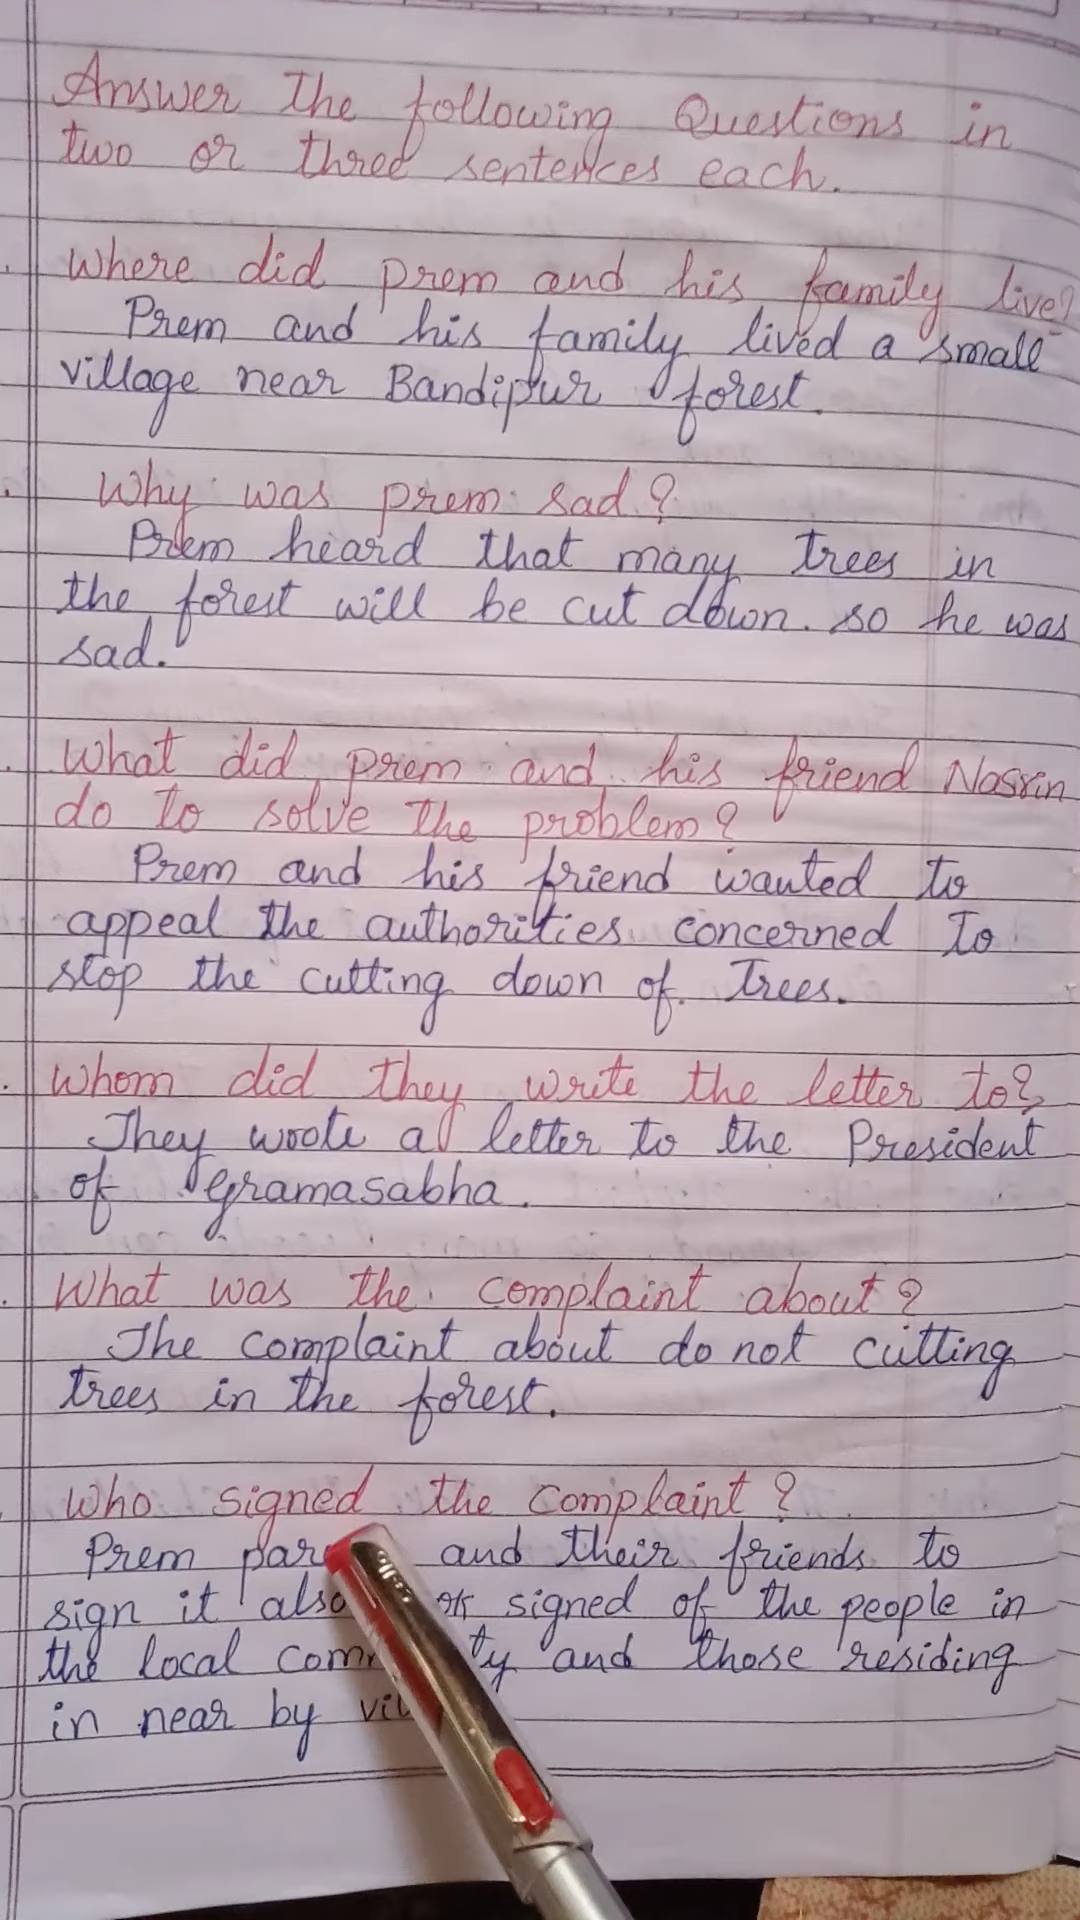 Answer the following Questions in
two or three sentences each.
Where did prem and his family live?
Prem and his family lived a small
village near Bandipur forest.
Why was prem sad?
Prem heard that many trees in
the forest will be cut down. so he was
sad.
What did prem and his friend Nasrin
do to solve the problem?
Prem and his friend wanted to
appeal the authorities concerned to
stop the cutting down of trees.
Whom did they write the letter to?
They wrote a letter to the President
of gramasabha.
What was the complaint about?
The complaint about do not cutting
trees in the forest.
Who signed the complaint?
Prem and their friends to
sign it also signed of the people in
the local and those residing
in near by